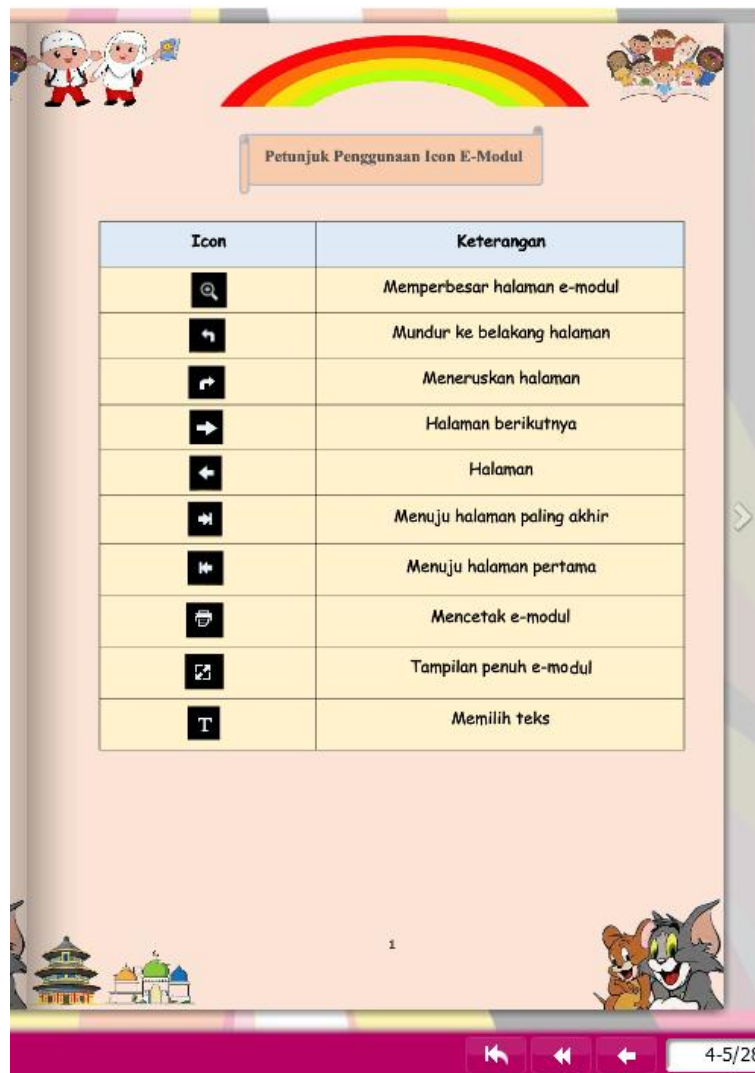 Petunjuk Penggunaan Icon E-Modul
Icon Keterangan
Memperbesar halaman e-modul
Mundur ke belakang halaman
Meneruskan halaman
Halaman berikutnya
Halaman
Menuju halaman paling akhir
Menuju halaman pertama
Mencetak e-modul
Tampilan penuh e-modul
T Memilih teks
1
4-5/28